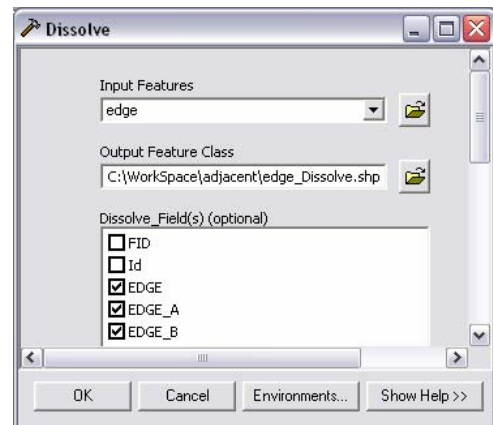 Dissolve
Input Features
edge
Output Feature Class
C:\WorkSpace\adjacent\edge_Dissolve.shp
Dissolve_Field(s) (optional)
FID
Id
EDGE
EDGE_A
EDGE_B
OK Cancel Environments... Show Help >>